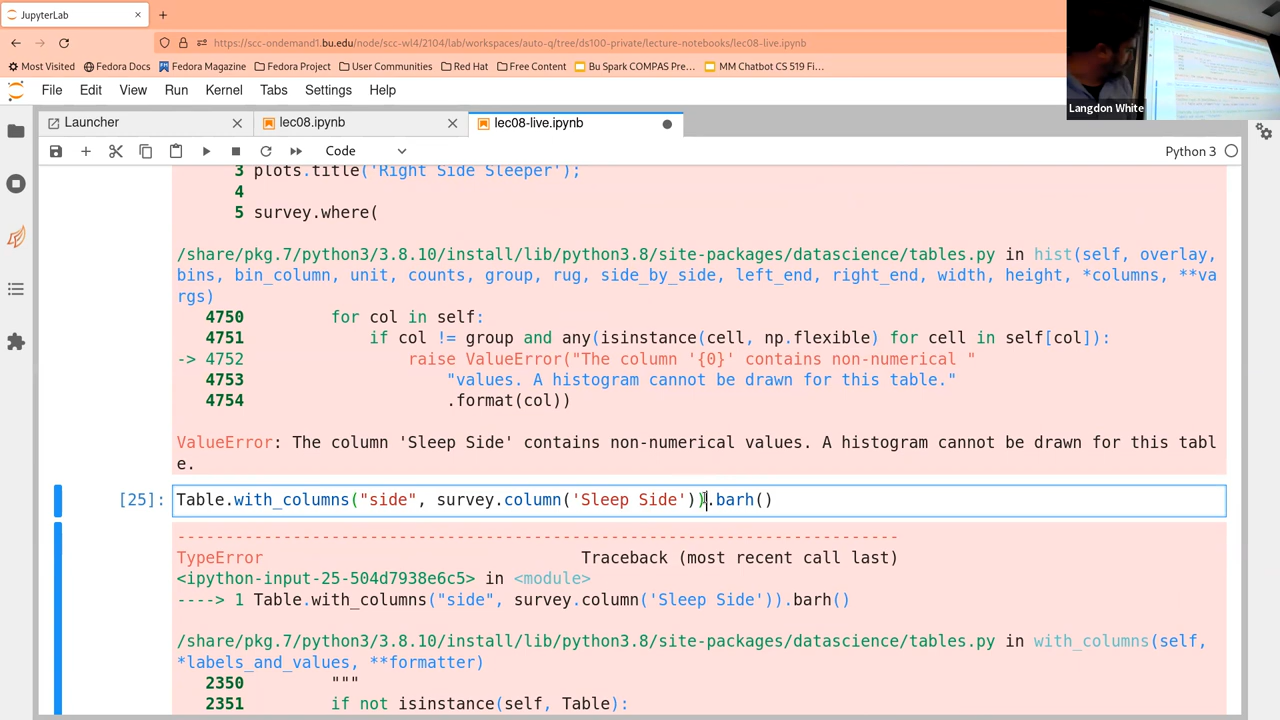 JupyterLab
https://scc-ondemand1.bu.edu/node/scc-wl4/2104/lab/workspaces/auto-q/tree/ds100-private/lecture-notebooks/lec08-live.ipynb
Most Visited Fedora Docs Fedora Magazine Fedora Project User Communities Red Hat Free Content Bu Spark COMPAS Pre… MM Chatbot CS 519 Fi…
Langdon White
File Edit View Run Kernel Tabs Settings Help
Launcher lec08.ipynb lec08-live.ipynb
Code Python 3
3 plots.title('Right Side Sleeper');
4
5 survey.where(
/share/pkg.7/python3/3.8.10/install/lib/python3.8/site-packages/datascience/tables.py in hist(self, overlay,
bins, bin_column, unit, counts, group, rug, side_by_side, left_end, right_end, width, height, *columns, **va
rgs)
4750 for col in self:
4751 if col != group and any(isinstance(cell, np.flexible) for cell in self[col]):
-> 4752 raise ValueError("The column '{0}' contains non-numerical "
4753 "values. A histogram cannot be drawn for this table."
4754 .format(col))
ValueError: The column 'Sleep Side' contains non-numerical values. A histogram cannot be drawn for this tabl
e.
[25]: Table.with_columns("side", survey.column('Sleep Side')).barh()
---------------------------------------------------------------------------
TypeError Traceback (most recent call last)
<ipython-input-25-504d7938e6c5> in <module>
----> 1 Table.with_columns("side", survey.column('Sleep Side')).barh()
/share/pkg.7/python3/3.8.10/install/lib/python3.8/site-packages/datascience/tables.py in with_columns(self,
*labels_and_values, **formatter)
2350 """
2351 if not isinstance(self, Table):